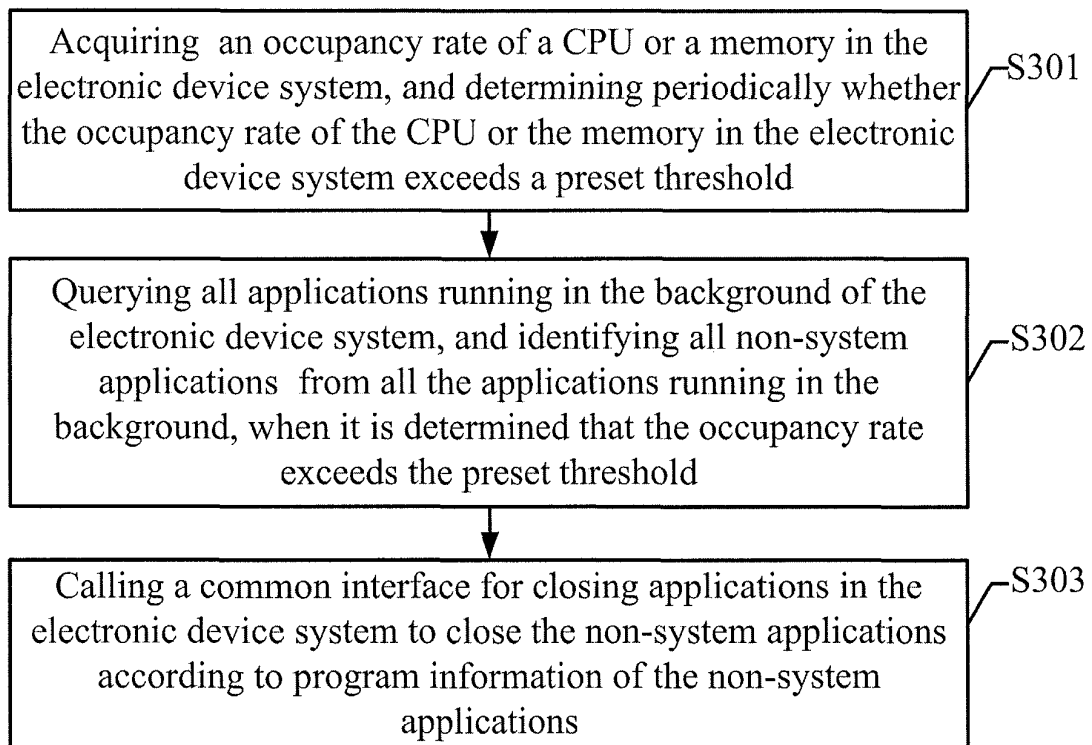 Acquiring an occupancy rate of a CPU or a memory in the
electronic device system, and determining periodically whether
the occupancy rate of the CPU or the memory in the electronic
device system exceeds a preset threshold
S301
Querying all applications running in the background of the
electronic device system, and identifying all non-system
applications from all the applications running in the
background, when it is determined that the occupancy rate
exceeds the preset threshold
S302
Calling a common interface for closing applications in the
electronic device system to close the non-system applications
according to program information of the non-system
applications
S303